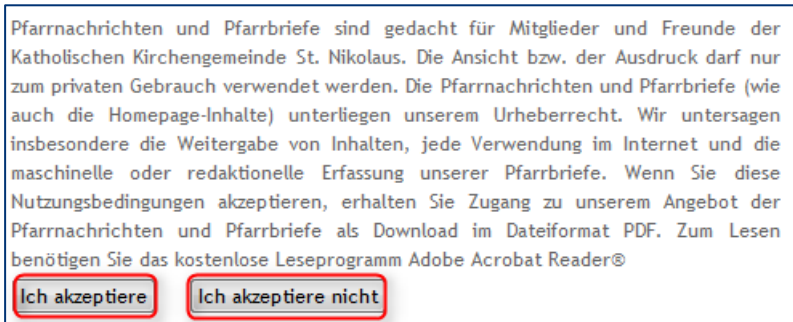 Pfarrnachrichten und Pfarrbriefe sind gedacht für Mitglieder und Freunde der
Katholischen Kirchengemeinde St. Nikolaus. Die Ansicht bzw. der Ausdruck darf nur
zum privaten Gebrauch verwendet werden. Die Pfarrnachrichten und Pfarrbriefe (wie
auch die Homepage-Inhalte) unterliegen unserem Urheberrecht. Wir untersagen
insbesondere die Weitergabe von Inhalten, jede Verwendung im Internet und die
maschinelle oder redaktionelle Erfassung unserer Pfarrbriefe. Wenn Sie diese
Nutzungsbedingungen akzeptieren, erhalten Sie Zugang zu unserem Angebot der
Pfarrnachrichten und Pfarrbriefe als Download im Dateiformat PDF. Zum Lesen
benötigen Sie das kostenlose Leseprogramm Adobe Acrobat Reader®
Ich akzeptiere Ich akzeptiere nicht